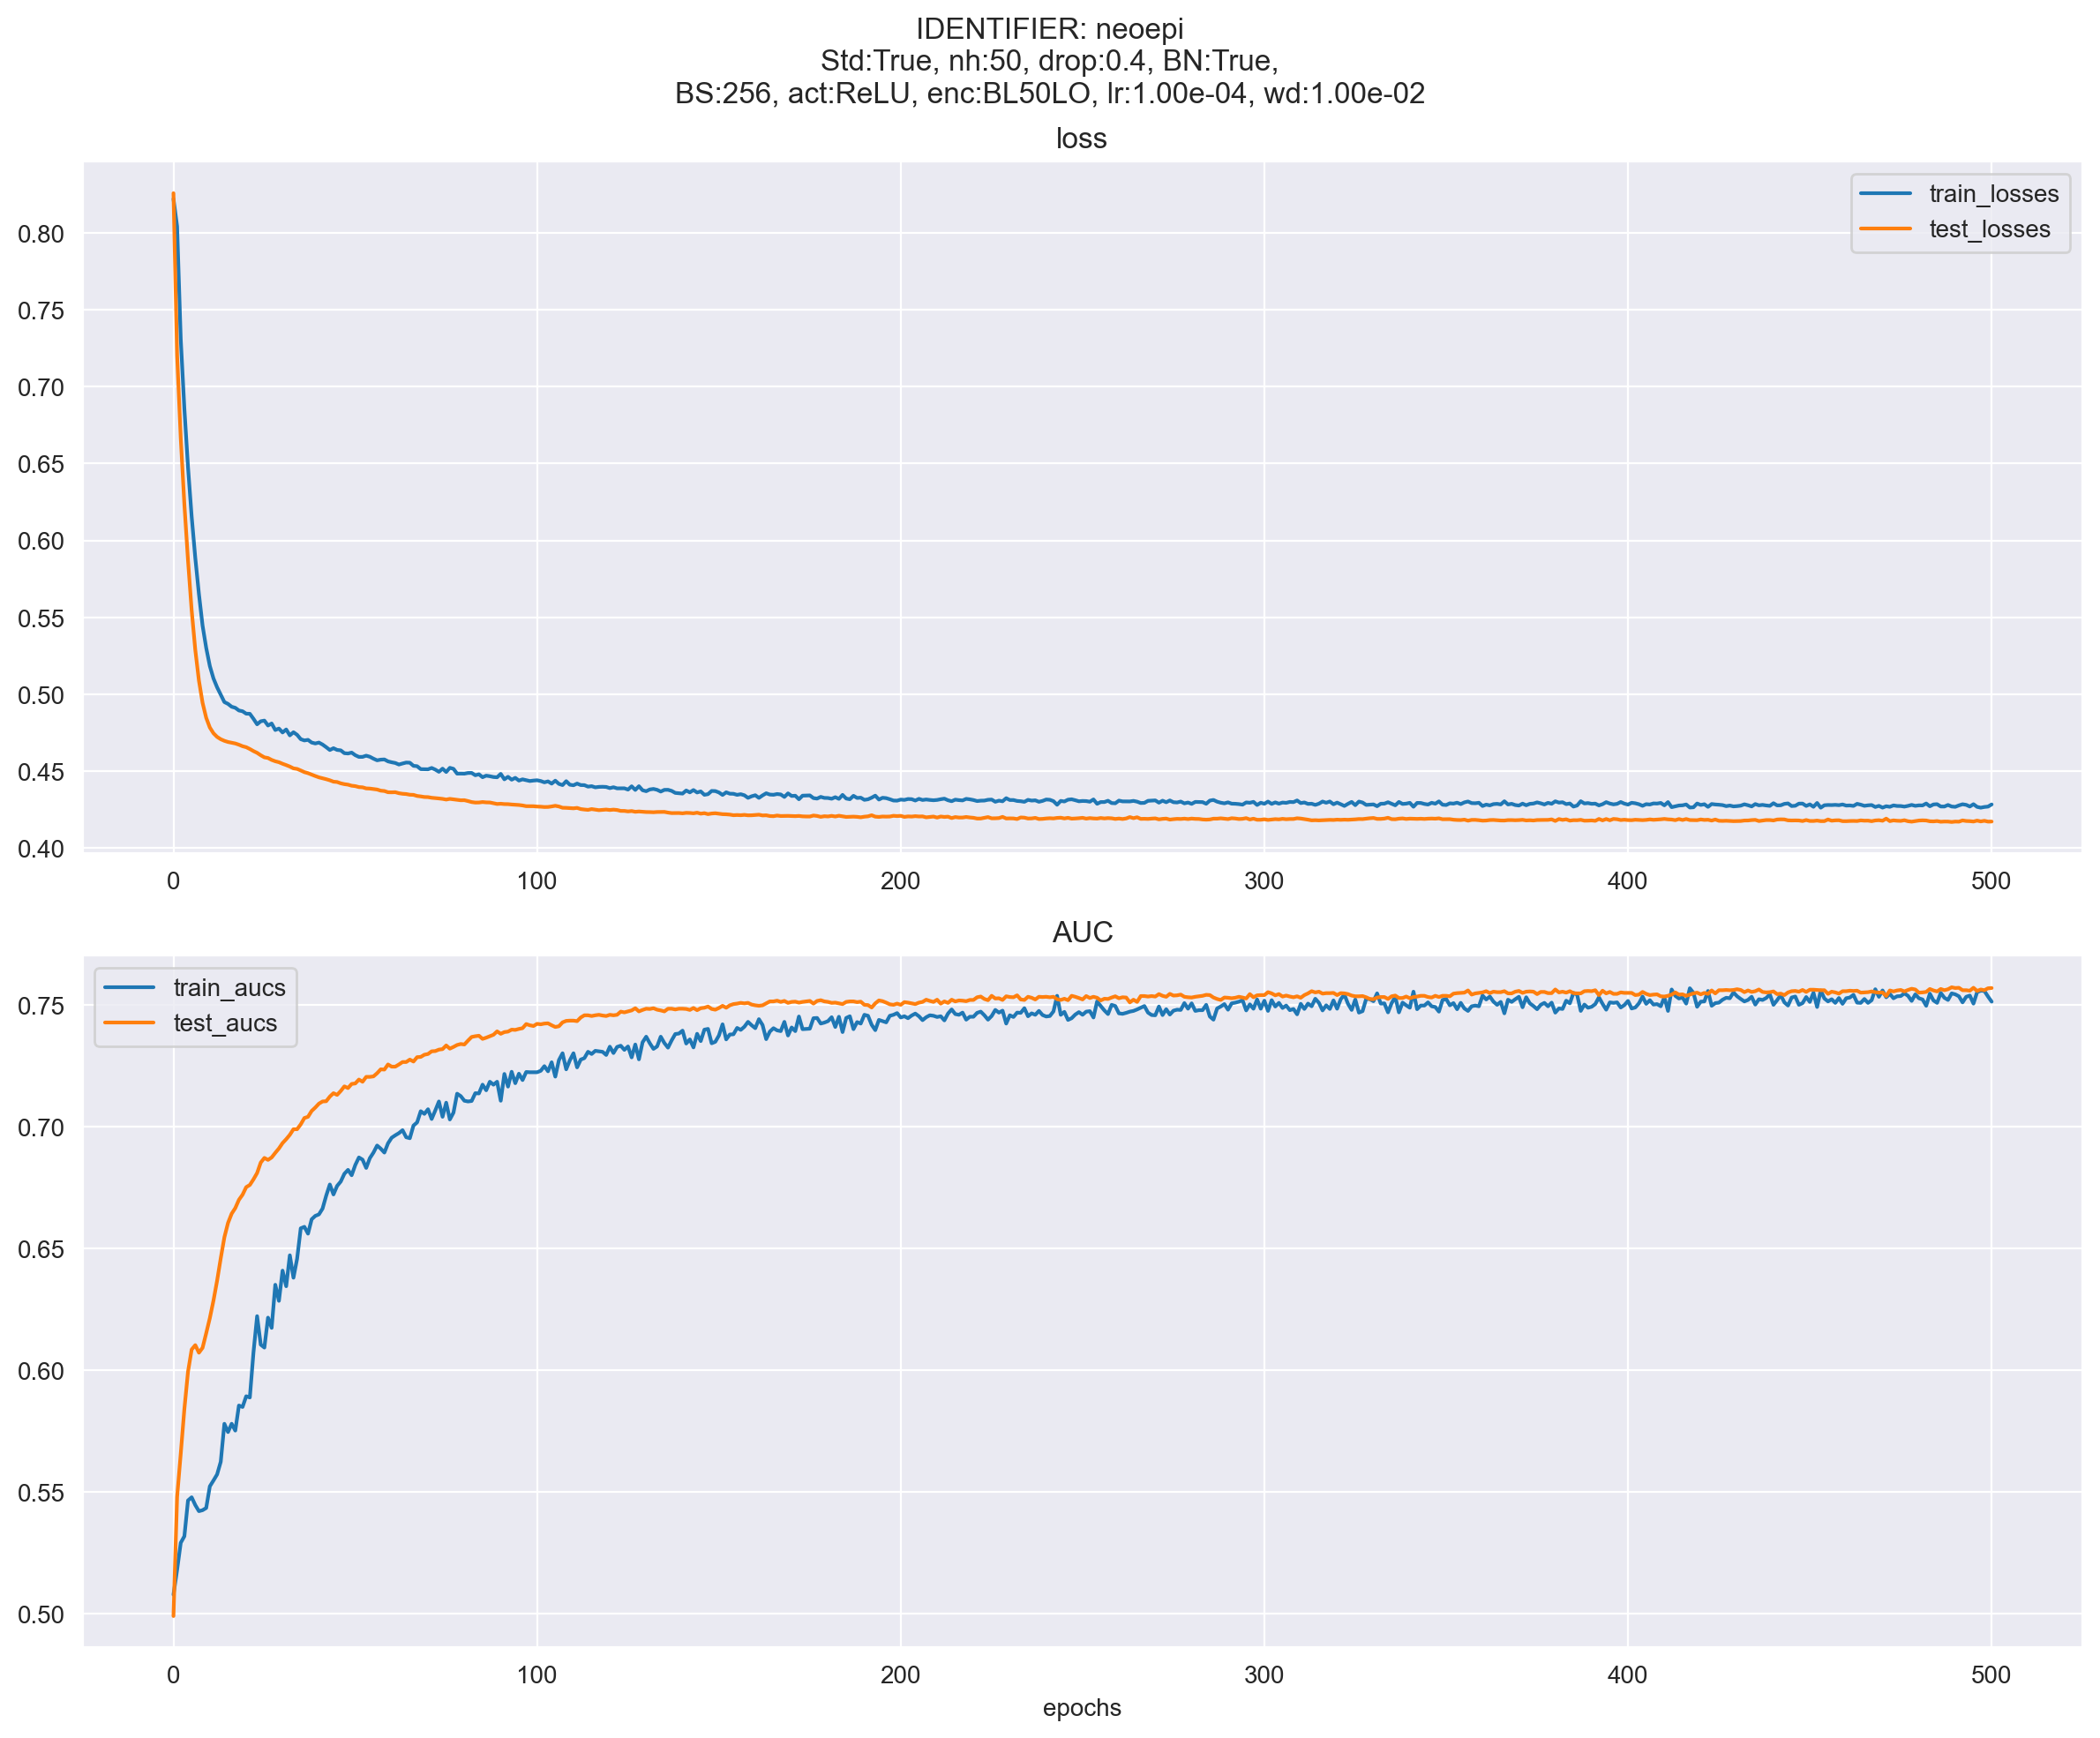 IDENTIFIER: neoepi
Std:True, nh:50, drop:0.4, BN:True,
BS:256, act:ReLU, enc:BL50LO, lr:1.00e-04, wd:1.00e-02
loss
train_losses
test_losses
0.80
0.75
0.70
0.65
0.60
0.55
0.50
0.45
0.40
0 100 200 300 400 500
AUC
train_aucs
test_aucs
0.75
0.70
0.65
0.60
0.55
0.50
0 100 200 300 400 500
epochs